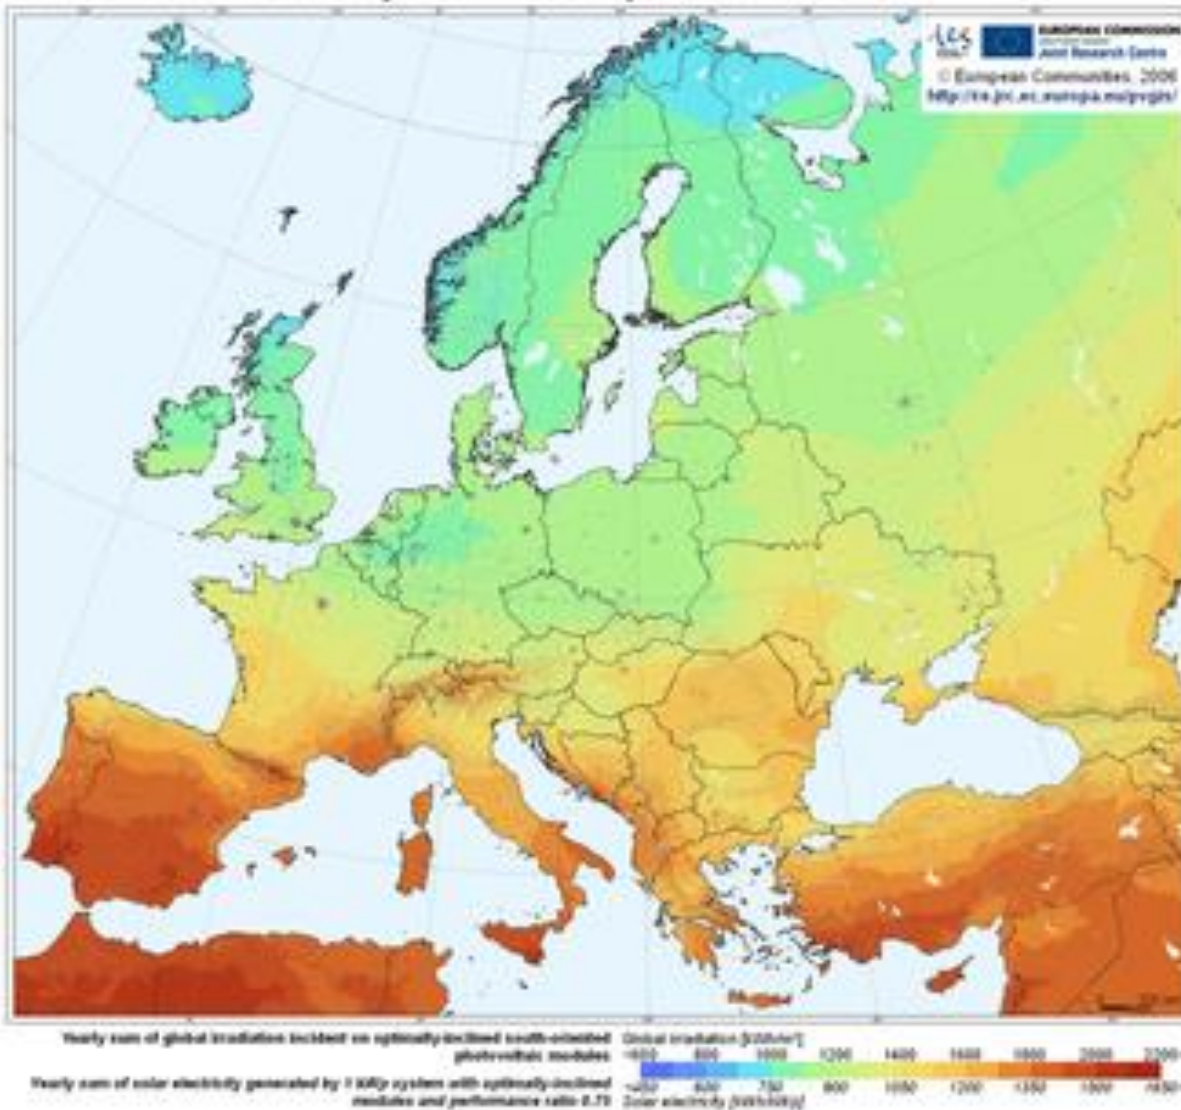 EUROPEAN COMMISSION
Joint Research Centre
© European Communities, 2006
http://re.jrc.ec.europa.eu/pvgis/
Yearly sum of global irradiation incident on optimally-inclined south-oriented
photovoltaic modules
Global irradiation [kWh/m²]
<600 800 1000 1200 1400 1600 1800 2000 2200>
Yearly sum of solar electricity generated by 1 kWp system with optimally-inclined
modules and performance ratio 0.75
<450 600 750 900 1050 1200 1350 1500 1650>
Solar electricity [kWh/kWp]